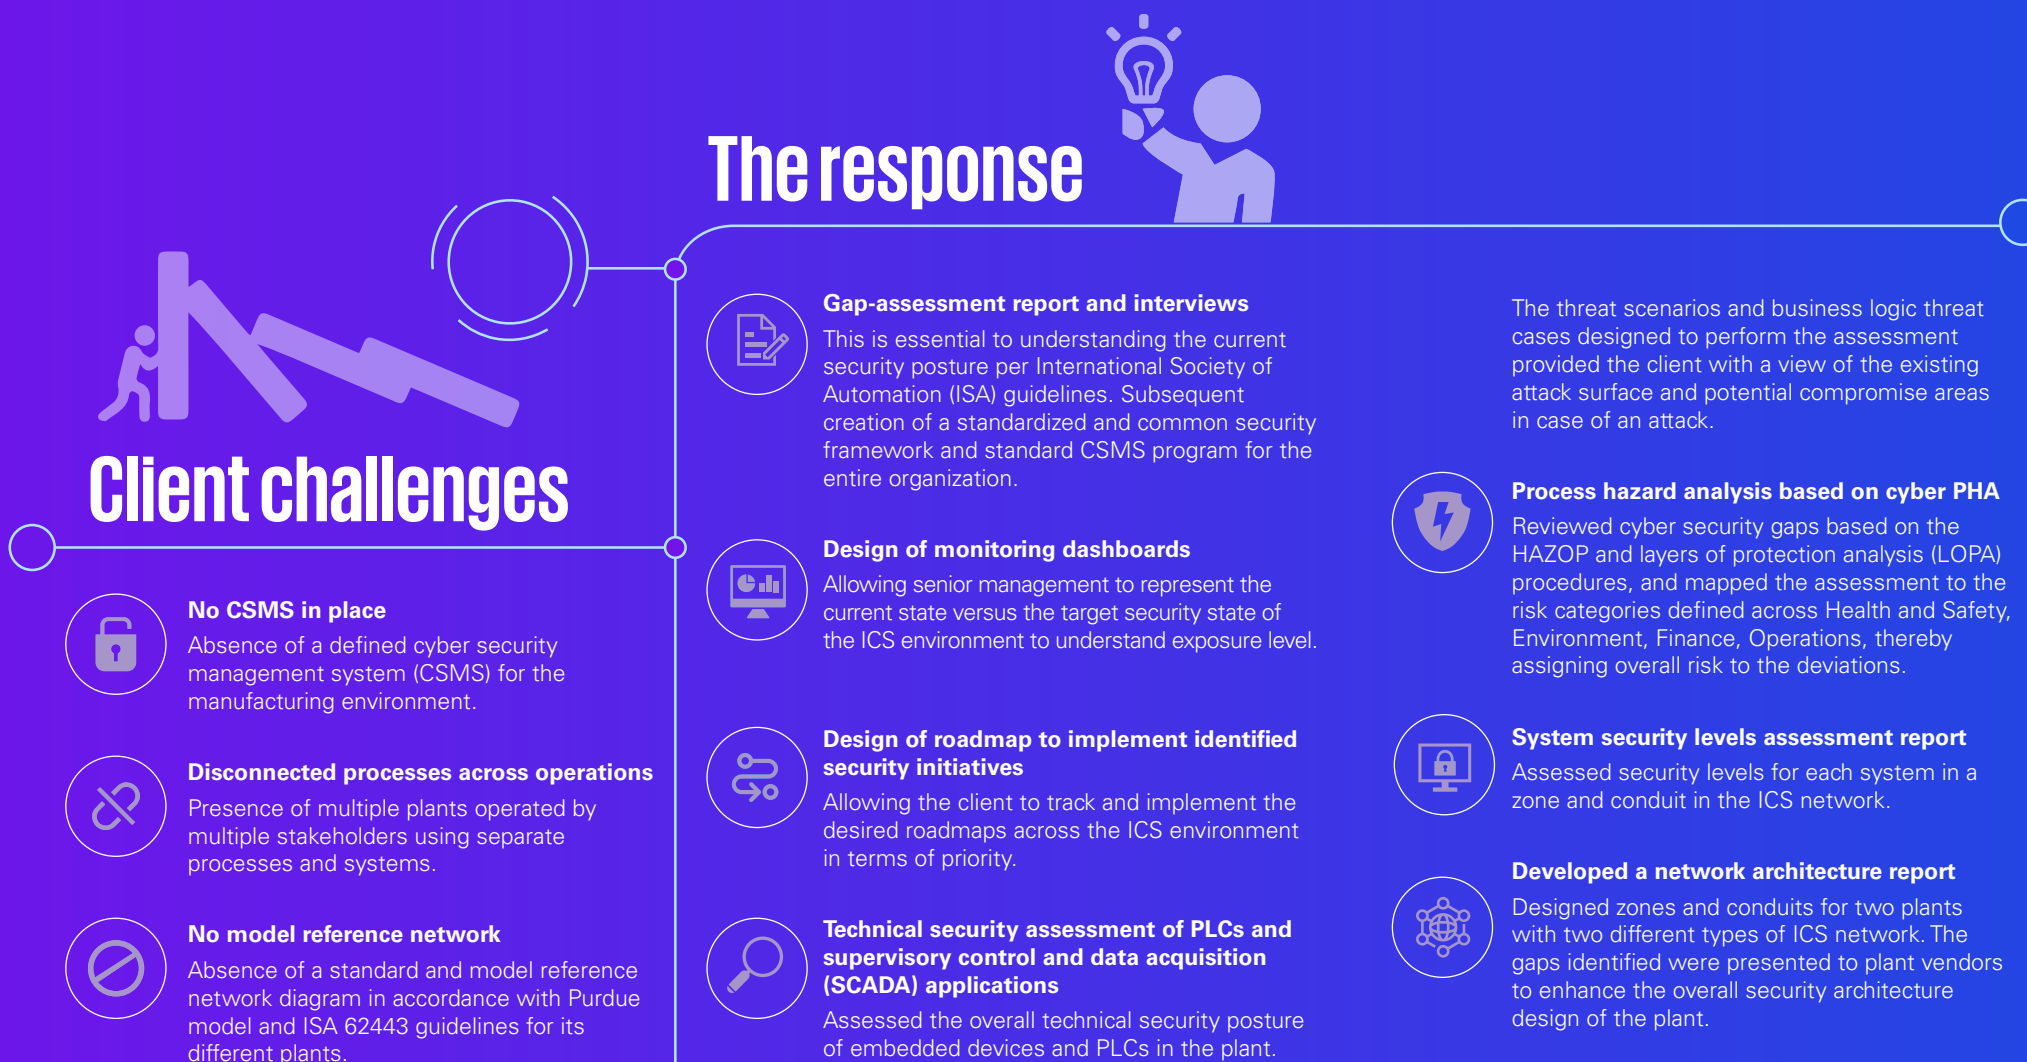 Client challenges
No CSMS in place
Absence of a defined cyber security
management system (CSMS) for the
manufacturing environment.
Disconnected processes across operations
Presence of multiple plants operated by
multiple stakeholders using separate
processes and systems.
No model reference network
Absence of a standard and model reference
network diagram in accordance with Purdue
model and ISA 62443 guidelines for its
different plants.
The response
Gap-assessment report and interviews
This is essential to understanding the current
security posture per International Society of
Automation (ISA) guidelines. Subsequent
creation of a standardized and common security
framework and standard CSMS program for the
entire organization.
Design of monitoring dashboards
Allowing senior management to represent the
current state versus the target security state of
the ICS environment to understand exposure level.
Design of roadmap to implement identified
security initiatives
Allowing the client to track and implement the
desired roadmaps across the ICS environment
in terms of priority.
Technical security assessment of PLCs and
supervisory control and data acquisition
(SCADA) applications
Assessed the overall technical security posture
of embedded devices and PLCs in the plant.
The threat scenarios and business logic threat
cases designed to perform the assessment
provided the client with a view of the existing
attack surface and potential compromise areas
in case of an attack.
Process hazard analysis based on cyber PHA
Reviewed cyber security gaps based on the
HAZOP and layers of protection analysis (LOPA)
procedures, and mapped the assessment to the
risk categories defined across Health and Safety,
Environment, Finance, Operations, thereby
assigning overall risk to the deviations.
System security levels assessment report
Assessed security levels for each system in a
zone and conduit in the ICS network.
Developed a network architecture report
Designed zones and conduits for two plants
with two different types of ICS network. The
gaps identified were presented to plant vendors
to enhance the overall security architecture
design of the plant.